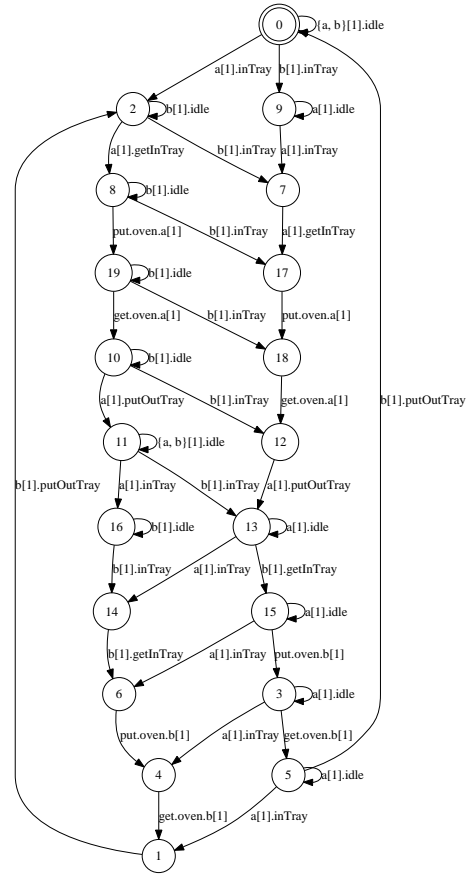 0
{a, b}[1].idle
a[1].inTray
b[1].inTray
2
b[1].idle
9
a[1].idle
a[1].getInTray
b[1].inTray
a[1].inTray
8
b[1].idle
7
put.oven.a[1]
b[1].inTray
a[1].getInTray
19
b[1].idle
17
get.oven.a[1]
b[1].inTray
put.oven.a[1]
10
b[1].idle
18
a[1].putOutTray
b[1].inTray
get.oven.a[1]
b[1].putOutTray
11
{a, b}[1].idle
12
b[1].putOutTray
a[1].inTray
b[1].inTray
a[1].putOutTray
16
b[1].idle
13
a[1].idle
b[1].inTray
a[1].inTray
b[1].getInTray
14
15
a[1].idle
b[1].getInTray
a[1].inTray
put.oven.b[1]
6
3
a[1].idle
put.oven.b[1]
a[1].inTray
get.oven.b[1]
4
5
a[1].idle
get.oven.b[1]
a[1].inTray
1